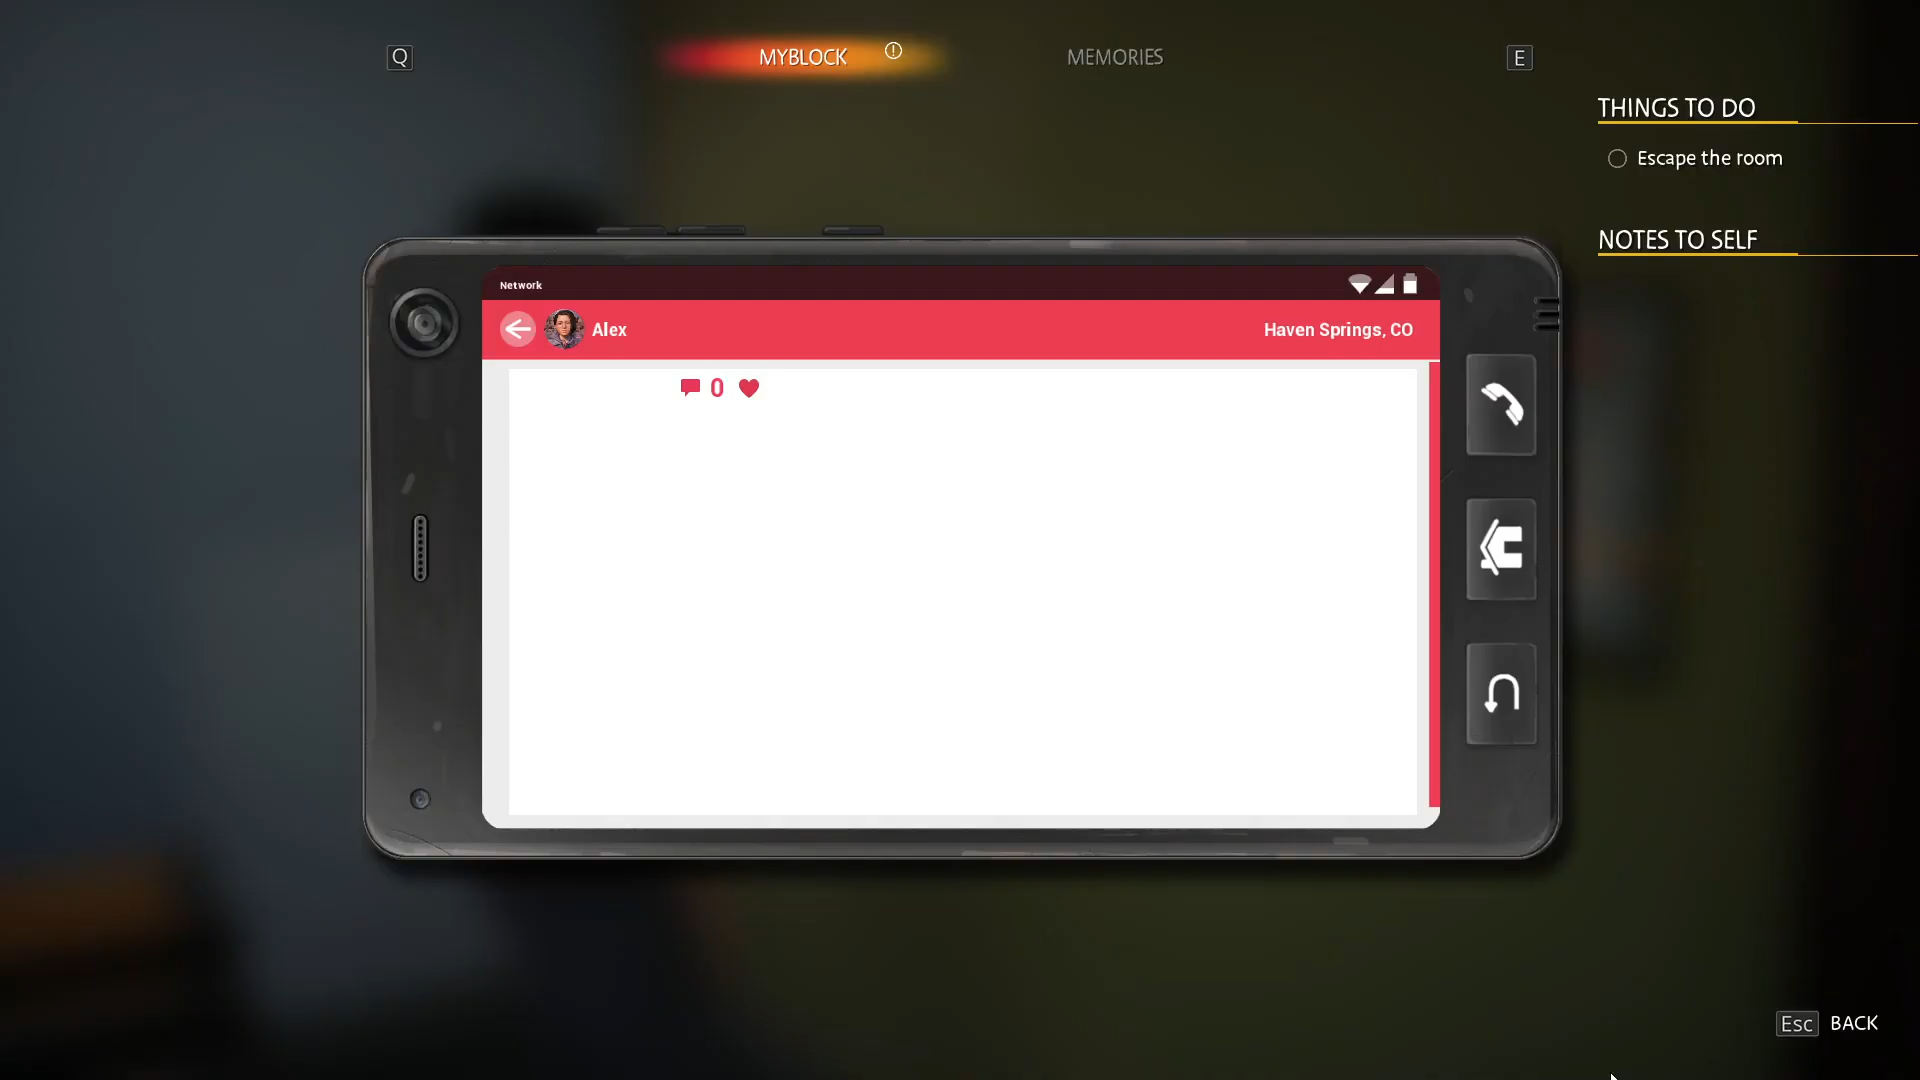 Q
MYBLOCK
MEMORIES
E
THINGS TO DO
Escape the room
NOTES TO SELF
Network
Alex
Haven Springs, CO
0
Esc BACK